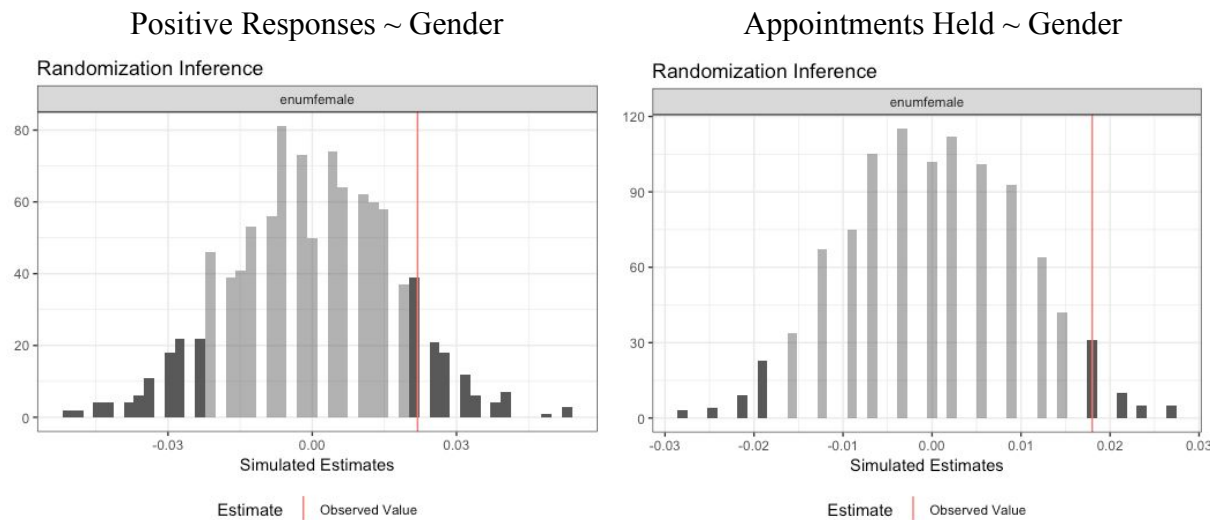 Positive Responses ~ Gender
Randomization Inference
enumfemale
80
60
40
20
0
-0.03 0.00 0.03
Simulated Estimates
Estimate Observed Value
Appointments Held ~ Gender
Randomization Inference
enumfemale
120
90
60
30
0
-0.03 -0.02 -0.01 0.00 0.01 0.02 0.03
Simulated Estimates
Estimate Observed Value